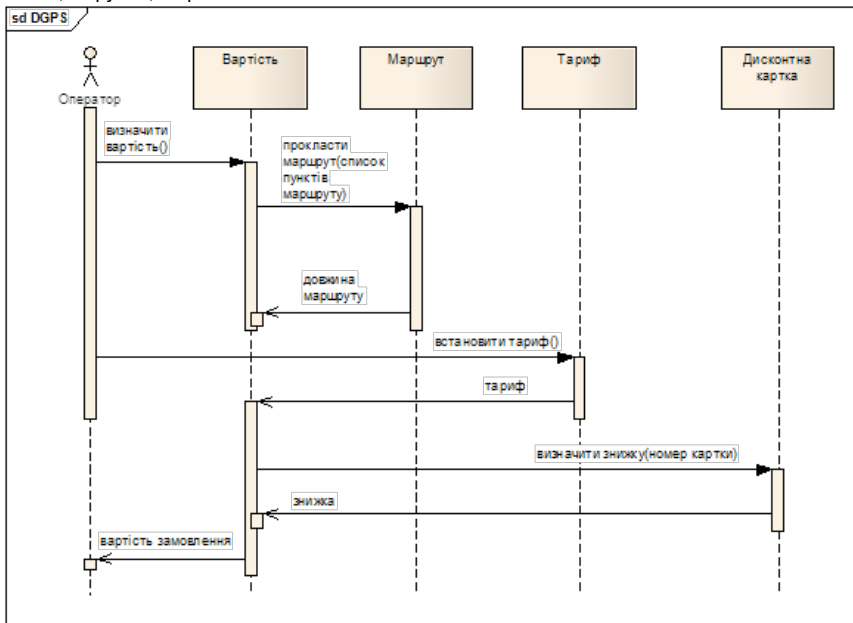 sd DGPS
Оператор
Вартість
Маршрут
Тариф
Дисконтна
картка
визначити
вартість()
прокласти
маршрут(список
пунктів
маршруту)
довжина
маршруту
встановити тариф()
тариф
визначити знижку(номер картки)
знижка
вартість замовлення